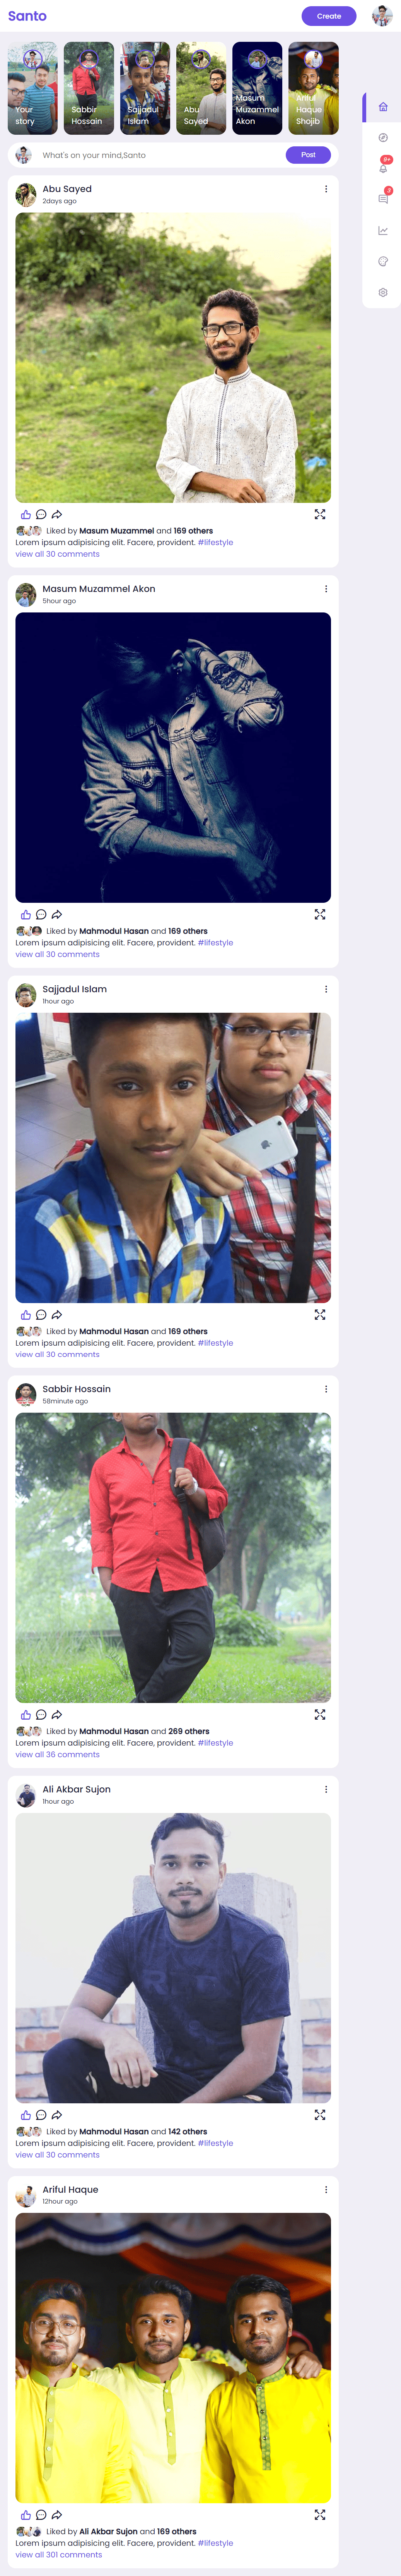 Santo
Create
Your
story
Sabbir
Hossain
Sajjadul
Islam
Abu
Sayed
Masum
Muzammel
Akon
Ariful
Haque
Shojib
What's on your mind,Santo
Post
9+
3
Abu Sayed
2days ago
Liked by Masum Muzammel and 169 others
Lorem ipsum adipisicing elit. Facere, provident. #lifestyle
view all 30 comments
Masum Muzammel Akon
5hour ago
Liked by Mahmodul Hasan and 169 others
Lorem ipsum adipisicing elit. Facere, provident. #lifestyle
view all 30 comments
Sajjadul Islam
1hour ago
Liked by Mahmodul Hasan and 169 others
Lorem ipsum adipisicing elit. Facere, provident. #lifestyle
view all 30 comments
Sabbir Hossain
58minute ago
Liked by Mahmodul Hasan and 269 others
Lorem ipsum adipisicing elit. Facere, provident. #lifestyle
view all 36 comments
Ali Akbar Sujon
1hour ago
Liked by Mahmodul Hasan and 142 others
Lorem ipsum adipisicing elit. Facere, provident. #lifestyle
view all 30 comments
Ariful Haque
12hour ago
Liked by Ali Akbar Sujon and 169 others
Lorem ipsum adipisicing elit. Facere, provident. #lifestyle
view all 301 comments